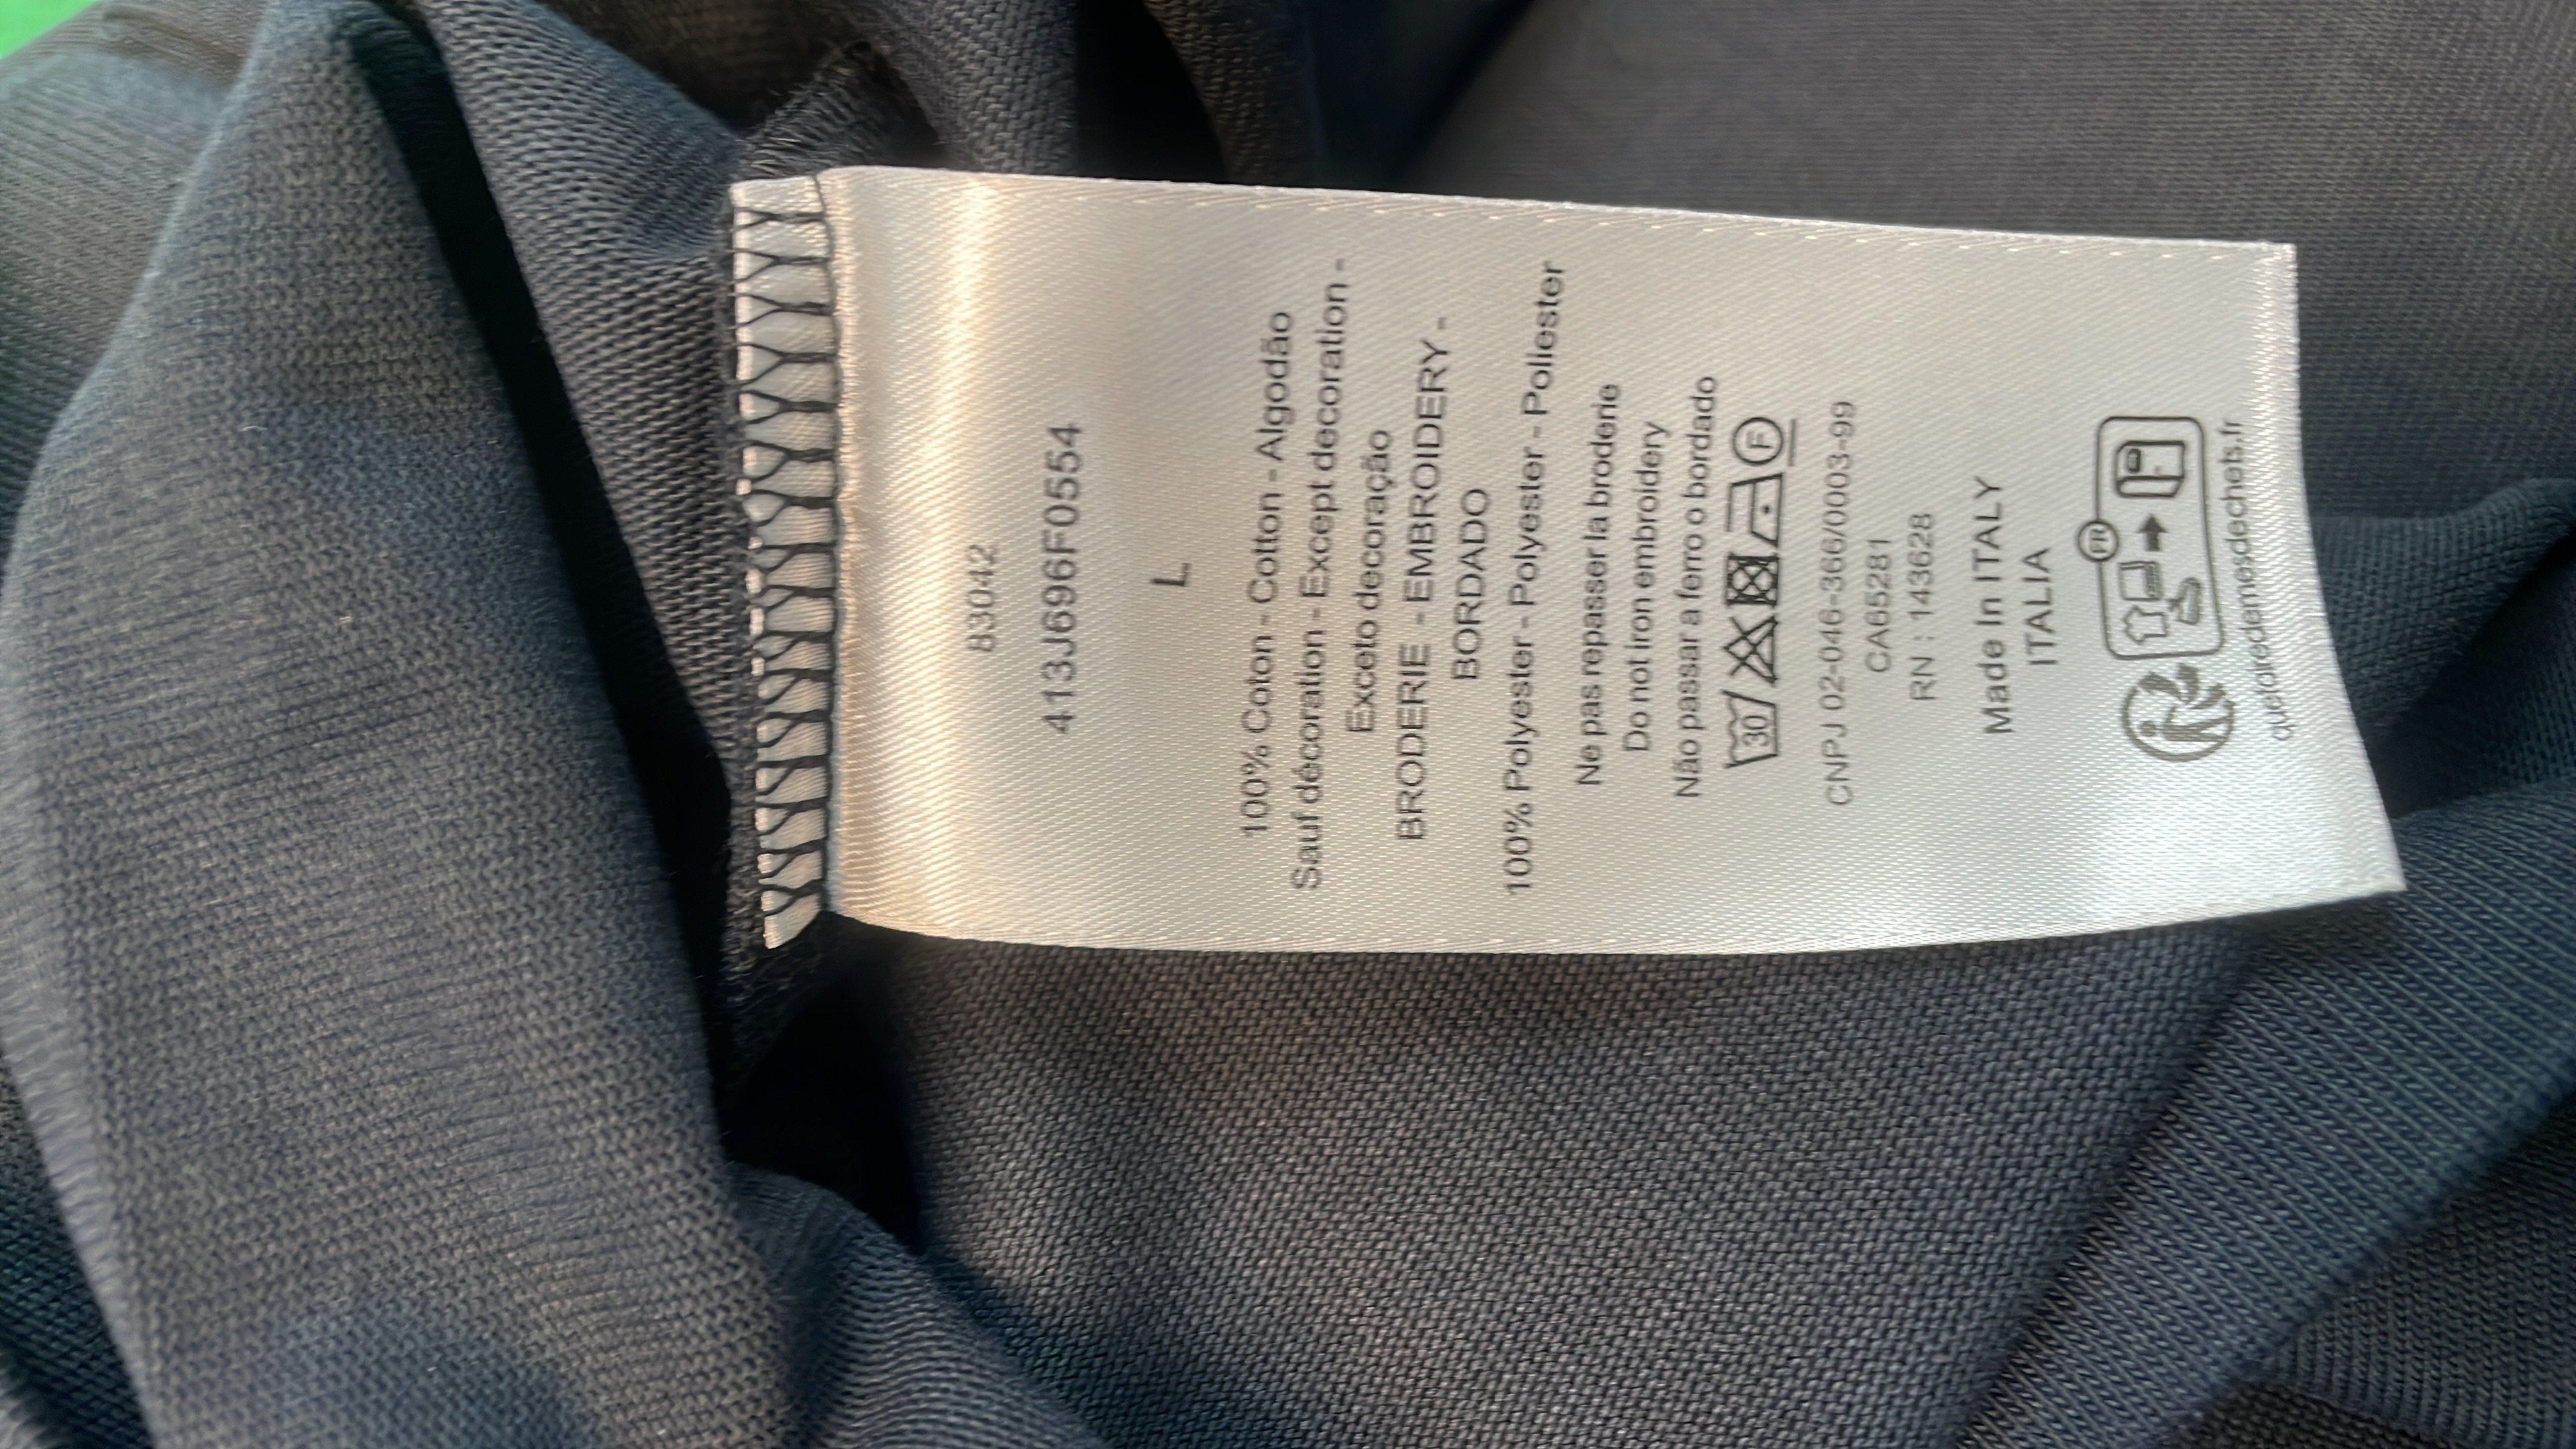 83042
413J696F0554
L
100% Coton - Cotton - Algodão
Sauf décoration - Except decoration -
Exceto decoração
BRODERIE - EMBROIDERY -
BORDADO
100% Polyester - Polyester - Poliester
Ne pas repasser la broderie
Do not iron embroidery
Não passar a ferro o bordado
30 F
CNPJ 02-046-366/0003-99
CA65281
RN : 143628
Made In ITALY
ITALIA
FR
quefairedemesdechets.fr